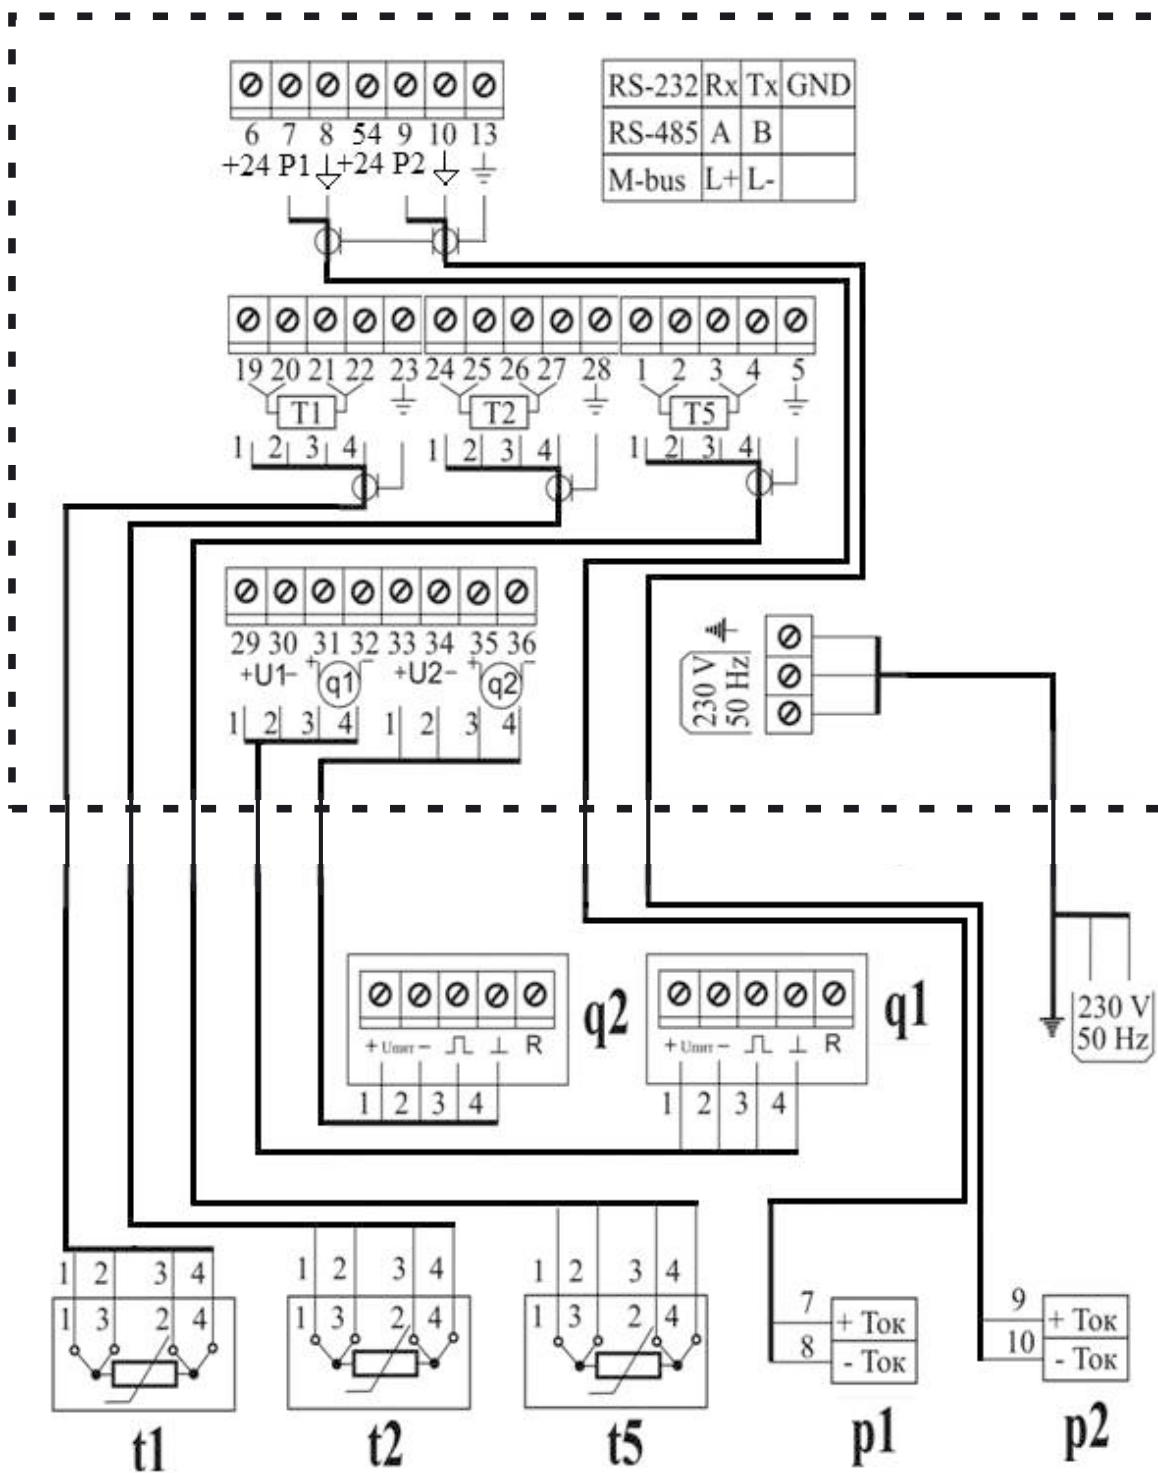 6 7 8 54 9 10 13
+24 P1 +24 P2
RS-232 Rx Tx GND
RS-485 A B
M-bus L+ L-
19 20 21 22 23 24 25 26 27 28 1 2 3 4 5
T1 T2 T5
1 2 3 4 1 2 3 4 1 2 3 4
29 30 31 32 33 34 35 36
+U1- + q1 - +U2- + q2 -
1 2 3 4 1 2 3 4
230 V
50 Hz
q2 q1
+ Uпит - R + Uпит - R
1 2 3 4 1 2 3 4
230 V
50 Hz
1 2 3 4 1 2 3 4 1 2 3 4
1 3 2 4 1 3 2 4 1 3 2 4
7 + Ток 9 + Ток
8 - Ток 10 - Ток
t1 t2 t5 p1 p2